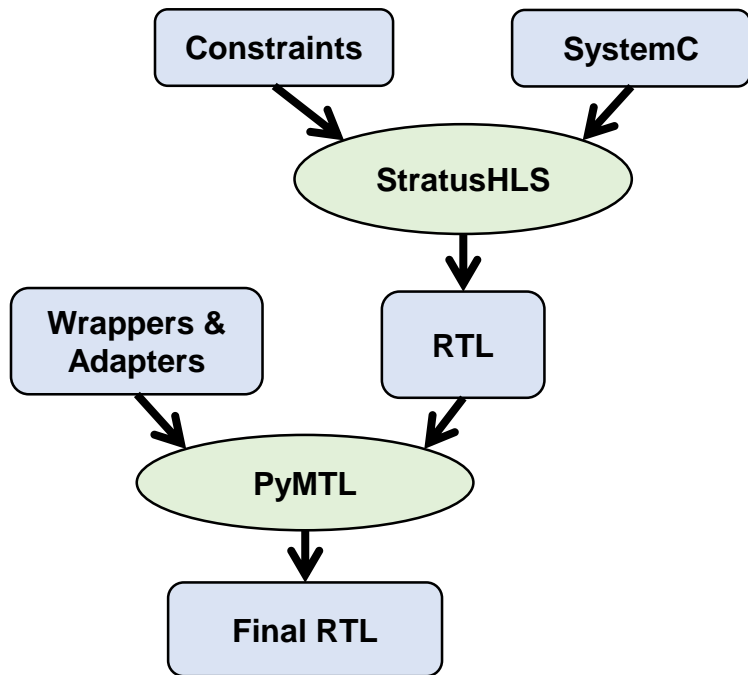 Constraints
SystemC
StratusHLS
Wrappers &
Adapters
RTL
PyMTL
Final RTL